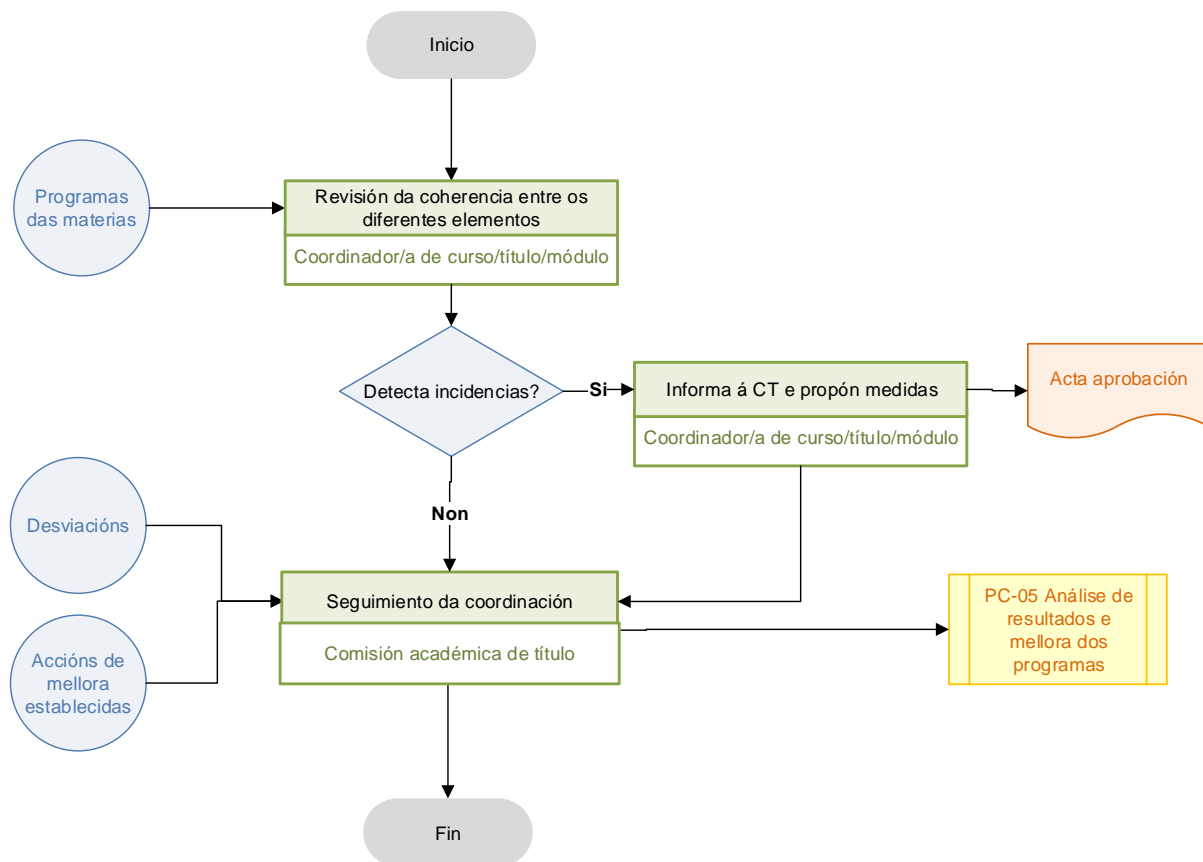 Inicio
Programas
das materias
Revisión da coherencia entre os
diferentes elementos
Coordinador/a de curso/título/módulo
Detecta incidencias?
Si
Informa á CT e propón medidas
Coordinador/a de curso/título/módulo
Acta aprobación
Non
Desviacións
Accións de
mellora
establecidas
Seguimiento da coordinación
Comisión académica de título
PC-05 Análise de
resultados e
mellora dos
programas
Fin